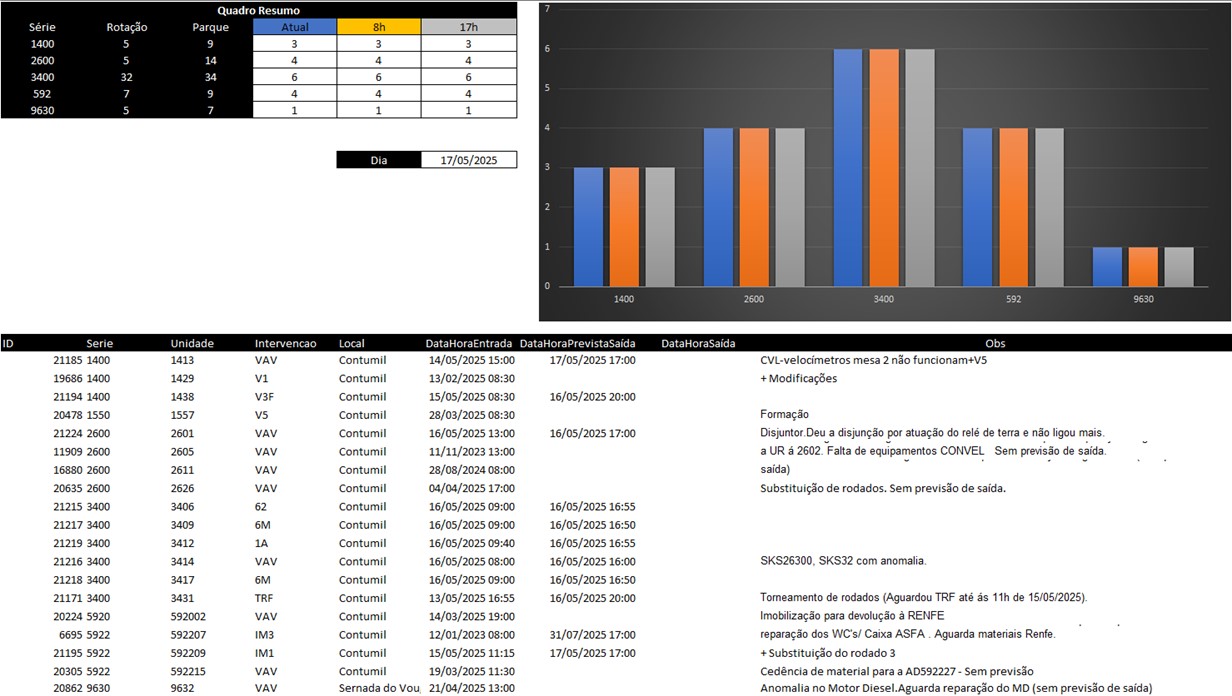 Quadro Resumo
Série Rotação Parque Atual 8h 17h
1400 5 9 3 3 3
2600 5 14 4 4 4
3400 32 34 6 6 6
592 7 9 4 4 4
9630 5 7 1 1 1
Dia 17/05/2025
7
6
5
4
3
2
1
0
1400 2600 3400 592 9630
ID Serie Unidade Intervencao Local DataHoraEntrada DataHoraPrevistaSaída DataHoraSaída Obs
21185 1400 1413 VAV Contumil 14/05/2025 15:00 17/05/2025 17:00 CVL-velocímetros mesa 2 não funcionam+V5
19686 1400 1429 V1 Contumil 13/02/2025 08:30 + Modificações
21194 1400 1438 V3F Contumil 15/05/2025 08:30 16/05/2025 20:00
20478 1550 1557 V5 Contumil 28/03/2025 08:30 Formação
21224 2600 2601 VAV Contumil 16/05/2025 13:00 16/05/2025 17:00 Disjuntor.Deu a disjunção por atuação do relé de terra e não ligou mais.
11909 2600 2605 VAV Contumil 11/11/2023 13:00 a UR á 2602. Falta de equipamentos CONVEL Sem previsão de saída.
16880 2600 2611 VAV Contumil 28/08/2024 08:00 saída)
20635 2600 2626 VAV Contumil 04/04/2025 17:00 Substituição de rodados. Sem previsão de saída.
21215 3400 3406 62 Contumil 16/05/2025 09:00 16/05/2025 16:55
21217 3400 3409 6M Contumil 16/05/2025 09:00 16/05/2025 16:50
21219 3400 3412 1A Contumil 16/05/2025 09:40 16/05/2025 16:55
21216 3400 3414 VAV Contumil 16/05/2025 08:00 16/05/2025 16:00 SKS26300, SKS32 com anomalia.
21218 3400 3417 6M Contumil 16/05/2025 09:00 16/05/2025 16:50
21171 3400 3431 TRF Contumil 13/05/2025 16:55 16/05/2025 20:00 Torneamento de rodados (Aguardou TRF até ás 11h de 15/05/2025).
20224 5920 592002 VAV Contumil 14/03/2025 19:00 Imobilização para devolução à RENFE
6695 5922 592207 IM3 Contumil 12/01/2023 08:00 31/07/2025 17:00 reparação dos WC's/ Caixa ASFA . Aguarda materiais Renfe.
21195 5922 592209 IM1 Contumil 15/05/2025 11:15 17/05/2025 17:00 + Substituição do rodado 3
20305 5922 592215 VAV Contumil 19/03/2025 11:30 Cedência de material para a AD592227 - Sem previsão
20862 9630 9632 VAV Sernada do Vou 21/04/2025 13:00 Anomalia no Motor Diesel.Aguarda reparação do MD (sem previsão de saída)